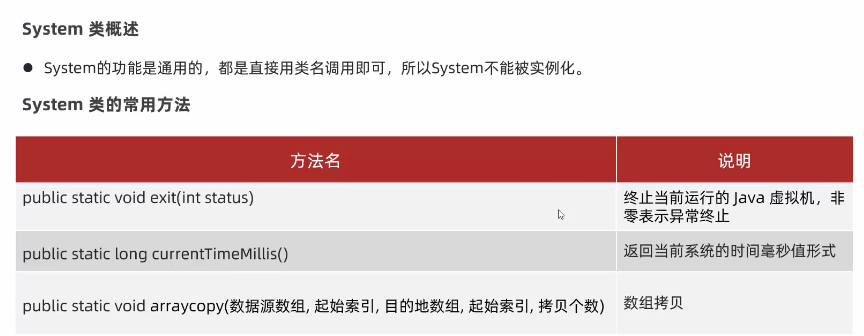 System 类概述
● System的功能是通用的，都是直接用类名调用即可，所以System不能被实例化。
System 类的常用方法
方法名 说明
public static void exit(int status) 终止当前运行的 Java 虚拟机，非
零表示异常终止
public static long currentTimeMillis() 返回当前系统的时间毫秒值形式
public static void arraycopy(数据源数组, 起始索引, 目的地数组, 起始索引, 拷贝个数) 数组拷贝